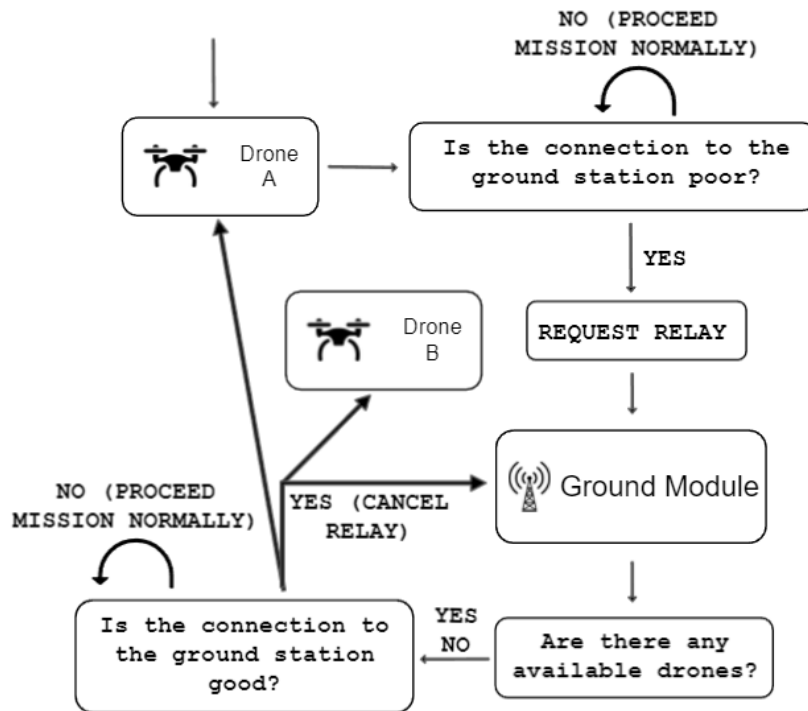 NO (PROCEED
MISSION NORMALLY)
Drone
A
Is the connection to the
ground station poor?
YES
Drone
B
REQUEST RELAY
Ground Module
YES (CANCEL
RELAY)
NO (PROCEED
MISSION NORMALLY)
Is the connection to
the ground station
good?
YES
NO
Are there any
available drones?